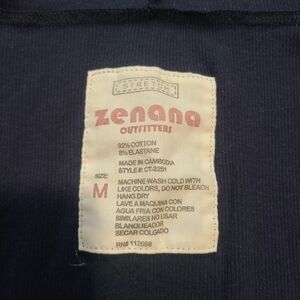 STRETCH
zenana
OUTFITTERS
92% COTTON
8% ELASTANE
MADE IN CAMBODIA
STYLE #: CT-3251
SIZE:
M
MACHINE WASH COLD WITH
LIKE COLORS, DO NOT BLEACH
HANG DRY
LAVE A MAQUINA CON
AGUA FRIA CON COLORES
SIMILARES NO USAR
BLANQUEADOR
SECAR COLGADO
RN# 112056